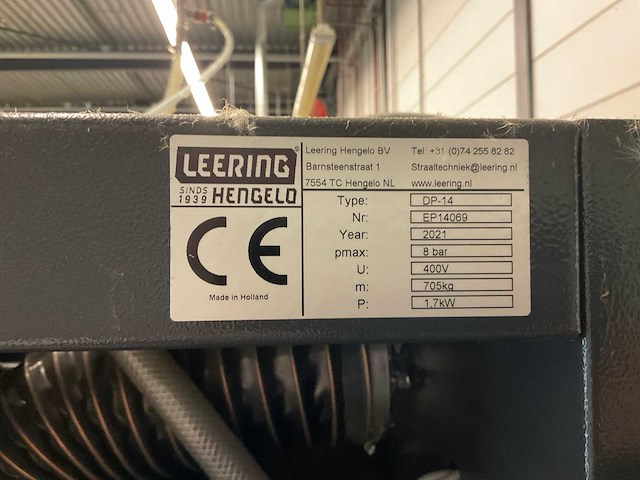 LEERING®
SINDS 1939 HENGELO
CE
Made in Holland
Leering Hengelo BV Tel: +31 (0)74 255 82 82
Barnsteenstraat 1 Straaltechniek@leering.nl
7554 TC Hengelo NL www.leering.nl
Type: DP-14
Nr: EP14069
Year: 2021
pmax: 8 bar
U: 400V
m: 705kg
P: 1,7kW